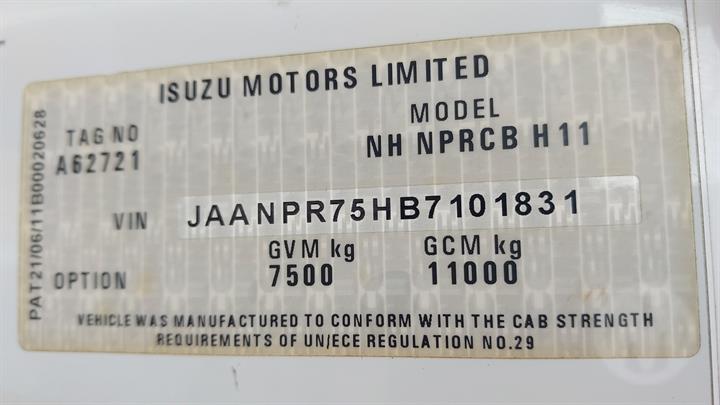 ISUZU MOTORS LIMITED
MODEL
TAG NO
NH NPRCB H11
A62721
VIN JAANPR75HB7101831
GVM kg GCM kg
OPTION 7500 11000
VEHICLE WAS MANUFACTURED TO CONFORM WITH THE CAB STRENGTH
REQUIREMENTS OF UN/ECE REGULATION NO.29
PAT21/06/11B00020628